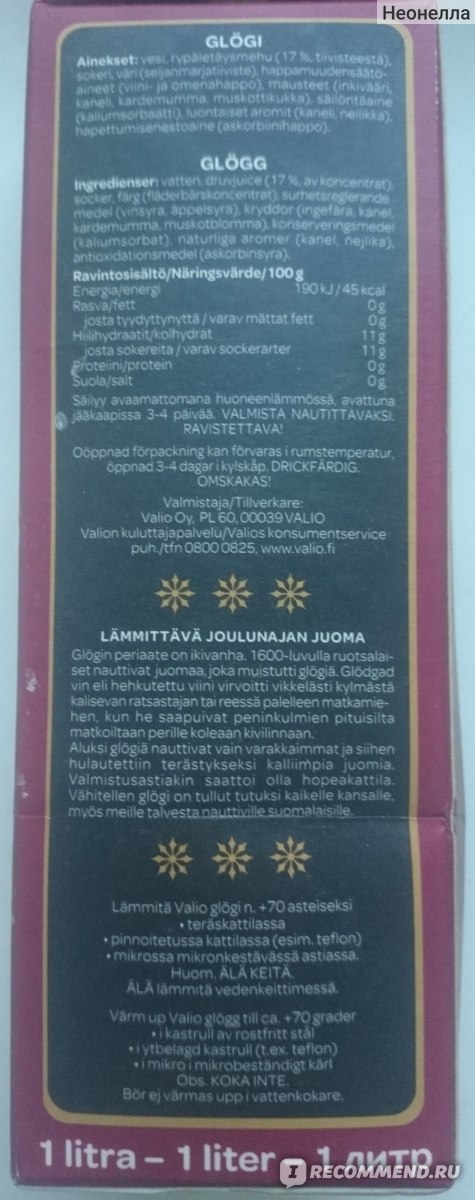 Неонелла
GLÖGI
Ainekset: vesi, rypäletäysmehu (17 %, tiivisteestä),
sokeri, väri (seljanmarjatiiviste), happamuudensäätö-
aineet (viini- ja omenahappo), mausteet (inkivääri,
kaneli, kardemumma, muskottikukka), säilöntäaine
(kaliumsorbaatti), luontaiset aromit (kaneli, neilikka),
hapettumisenestoaine (askorbiinihappo).
GLÖGG
Ingredienser: vatten, druvjuice (17 %, av koncentrat),
socker, färg (fläderbärskoncentrat), surhetsreglerande
medel (vinsyra, äppelsyra), kryddor (ingefära, kanel,
kardemumma, muskotblomma), konserveringsmedel
(kaliumsorbat), naturliga aromer (kanel, nejlika),
antioxidationsmedel (askorbinsyra).
Ravintosisältö/Näringsvärde/100 g
Energia/energi 190 kJ / 45 kcal
Rasva/fett 0 g
josta tyydyttynyttä / varav mättat fett 0 g
Hiilihydraatit/kolhydrat 11 g
josta sokereita / varav sockerarter 11 g
Proteiini/protein 0 g
Suola/salt 0 g
Säilyy avaamattomana huoneenlämmössä, avattuna
jääkaapissa 3-4 päivää. VALMISTA NAUTITTAVAKSI.
RAVISTETTAVA!
Oöppnad förpackning kan förvaras i rumstemperatur,
öppnad 3-4 dagar i kylskåp. DRICKFÄRDIG.
OMSKAKAS!
Valmistaja/Tillverkare:
Valio Oy, PL 60, 00039 VALIO
Valion kuluttajapalvelu/Valios konsumentservice
puh./tfn 0800 0825, www.valio.fi
LÄMMITTÄVÄ JOULUNAJAN JUOMA
Glögin periaate on ikivanha. 1600-luvulla ruotsalai-
set nauttivat juomaa, joka muistutti glögiä. Glödgad
vin eli hehkutettu viini virvoitti vikkelästi kylmästä
kalisevan ratsastajan tai reessä palelleen matkamie-
hen, kun he saapuivat peninkulmien pituisilta
matkoiltaan perille koleaan kivilinnaan.
Aluksi glögiä nauttivat vain varakkaimmat ja siihen
hulautettiin terästykseksi kalliimpia juomia.
Valmistusastiakin saattoi olla hopeakattila.
Vähitellen glögi on tullut tutuksi kaikelle kansalle,
myös meille talvesta nauttiville suomalaisille.
Lämmitä Valio glögi n. +70 asteiseksi
• teräskattilassa
• pinnoitetussa kattilassa (esim. teflon)
• mikrossa mikronkestävässä astiassa.
Huom. ÄLÄ KEITÄ.
ÄLÄ lämmitä vedenkeittimessä.
Värm up Valio glögg till ca. +70 grader
• i kastrull av rostfritt stål
• i ytbelagd kastrull (t.ex. teflon)
• i mikro i mikrobeständigt kärl
Obs. KOKA INTE.
Bör ej värmas upp i vattenkokare.
1 litra – 1 liter – 1 литр
IRECOMMEND.RU